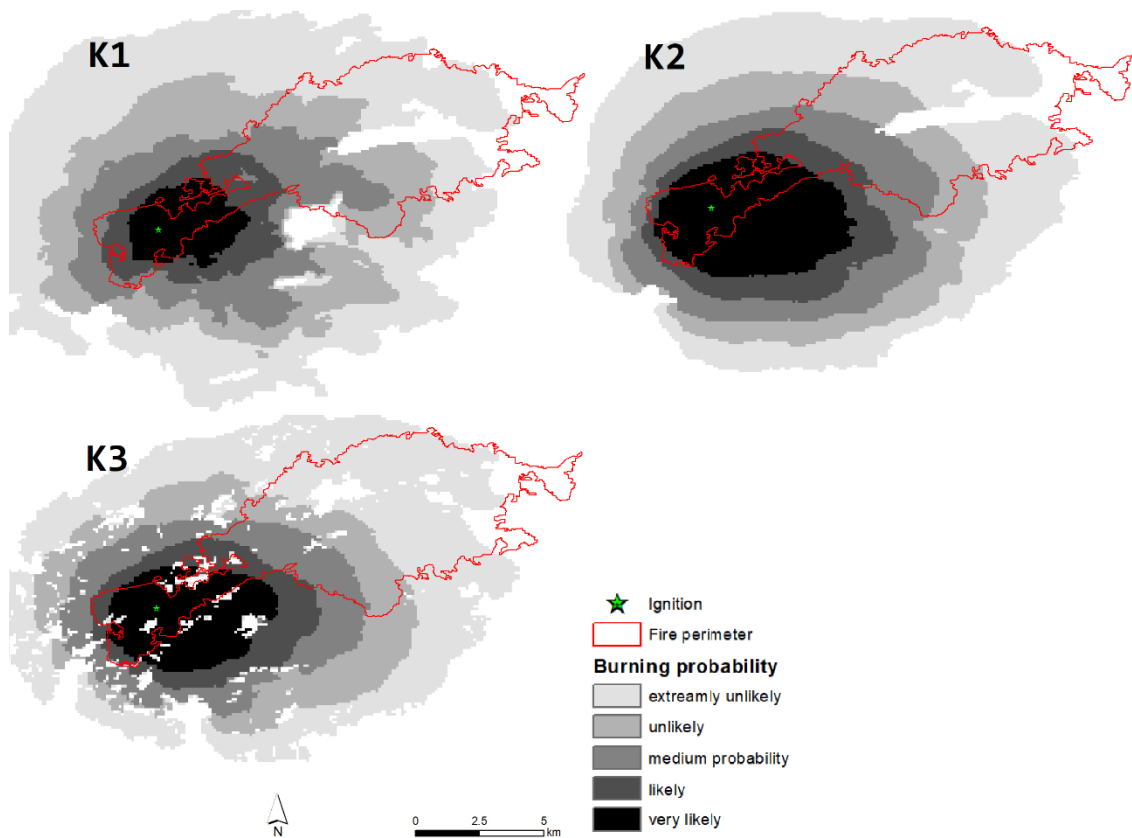 K1
K2
K3
Ignition
Fire perimeter
Burning probability
extreamly unlikely
unlikely
medium probability
likely
very likely
N
0 2.5 5
km